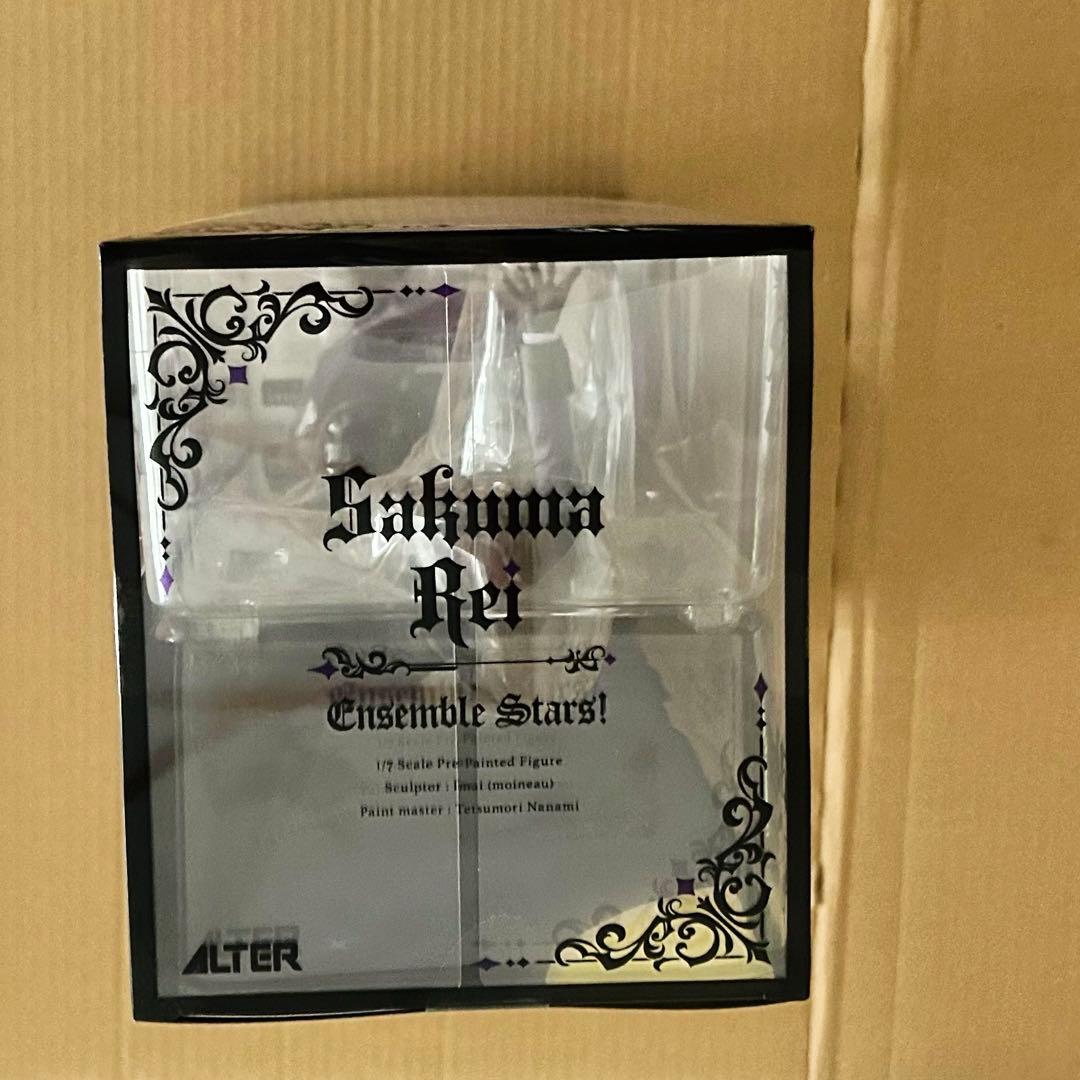 Sakuma
Rei
Ensemble Stars!
1/7 Scale Pre-Painted Figure
Sculptor : Imai (moineau)
Paint master : Tetsumori Nanami
ALTER